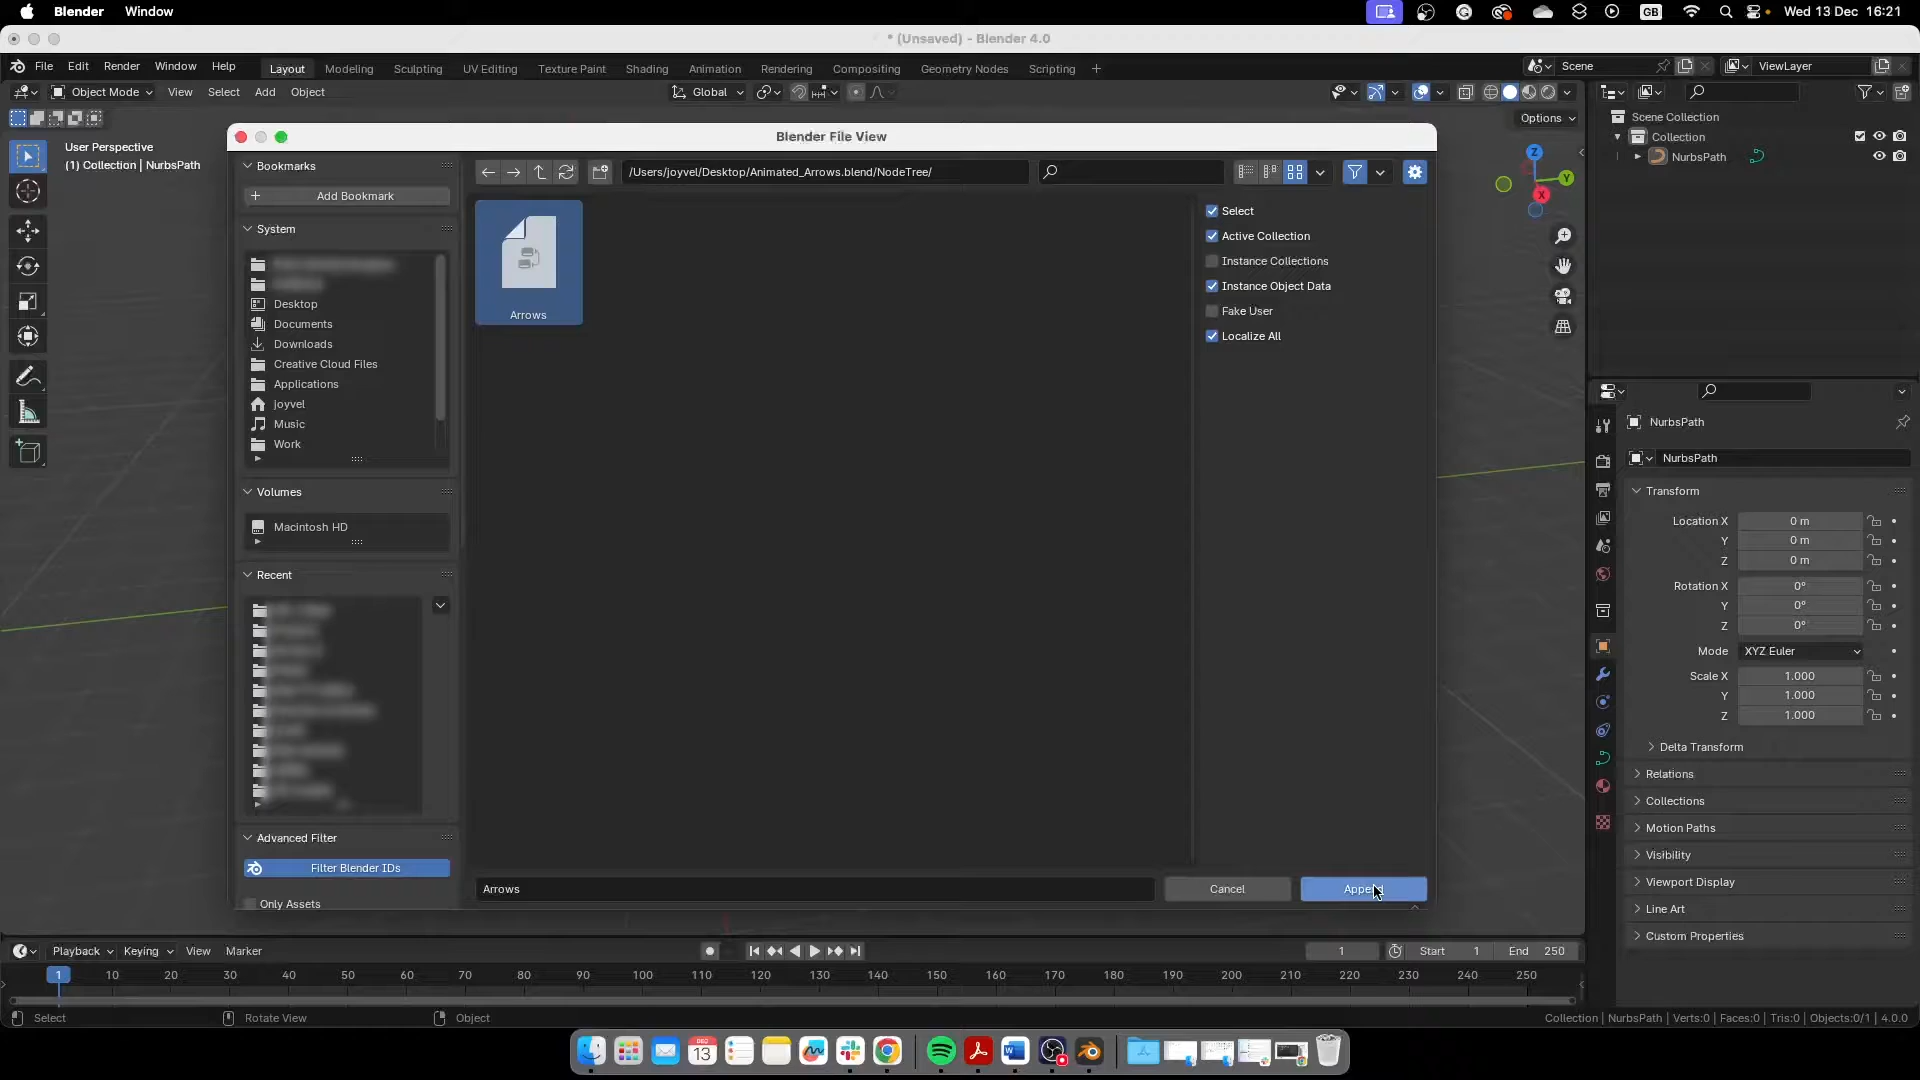 Blender Window GB Wed 13 Dec 16:21
* (Unsaved) - Blender 4.0
File Edit Render Window Help Layout Modeling Sculpting UV Editing Texture Paint Shading Animation Rendering Compositing Geometry Nodes Scripting + Scene ViewLayer
Object Mode View Select Add Object Global
Options
User Perspective
(1) Collection | NurbsPath
Blender File View
Bookmarks
+ Add Bookmark
System
Desktop
Documents
Downloads
Creative Cloud Files
Applications
joyvel
Music
Work
Volumes
Macintosh HD
Recent
Advanced Filter
Filter Blender IDs
Only Assets
/Users/joyvel/Desktop/Animated_Arrows.blend/NodeTree/
Arrows
Select
Active Collection
Instance Collections
Instance Object Data
Fake User
Localize All
Arrows
Cancel
Append
Z
Y
X
Scene Collection
Collection
NurbsPath
NurbsPath
NurbsPath
Transform
Location X 0 m
Y 0 m
Z 0 m
Rotation X 0°
Y 0°
Z 0°
Mode XYZ Euler
Scale X 1.000
Y 1.000
Z 1.000
Delta Transform
Relations
Collections
Motion Paths
Visibility
Viewport Display
Line Art
Custom Properties
Playback Keying View Marker 1 Start 1 End 250
1 10 20 30 40 50 60 70 80 90 100 110 120 130 140 150 160 170 180 190 200 210 220 230 240 250
Select Rotate View Object Collection | NurbsPath | Verts:0 | Faces:0 | Tris:0 | Objects:0/1 | 4.0.0
DEC
13